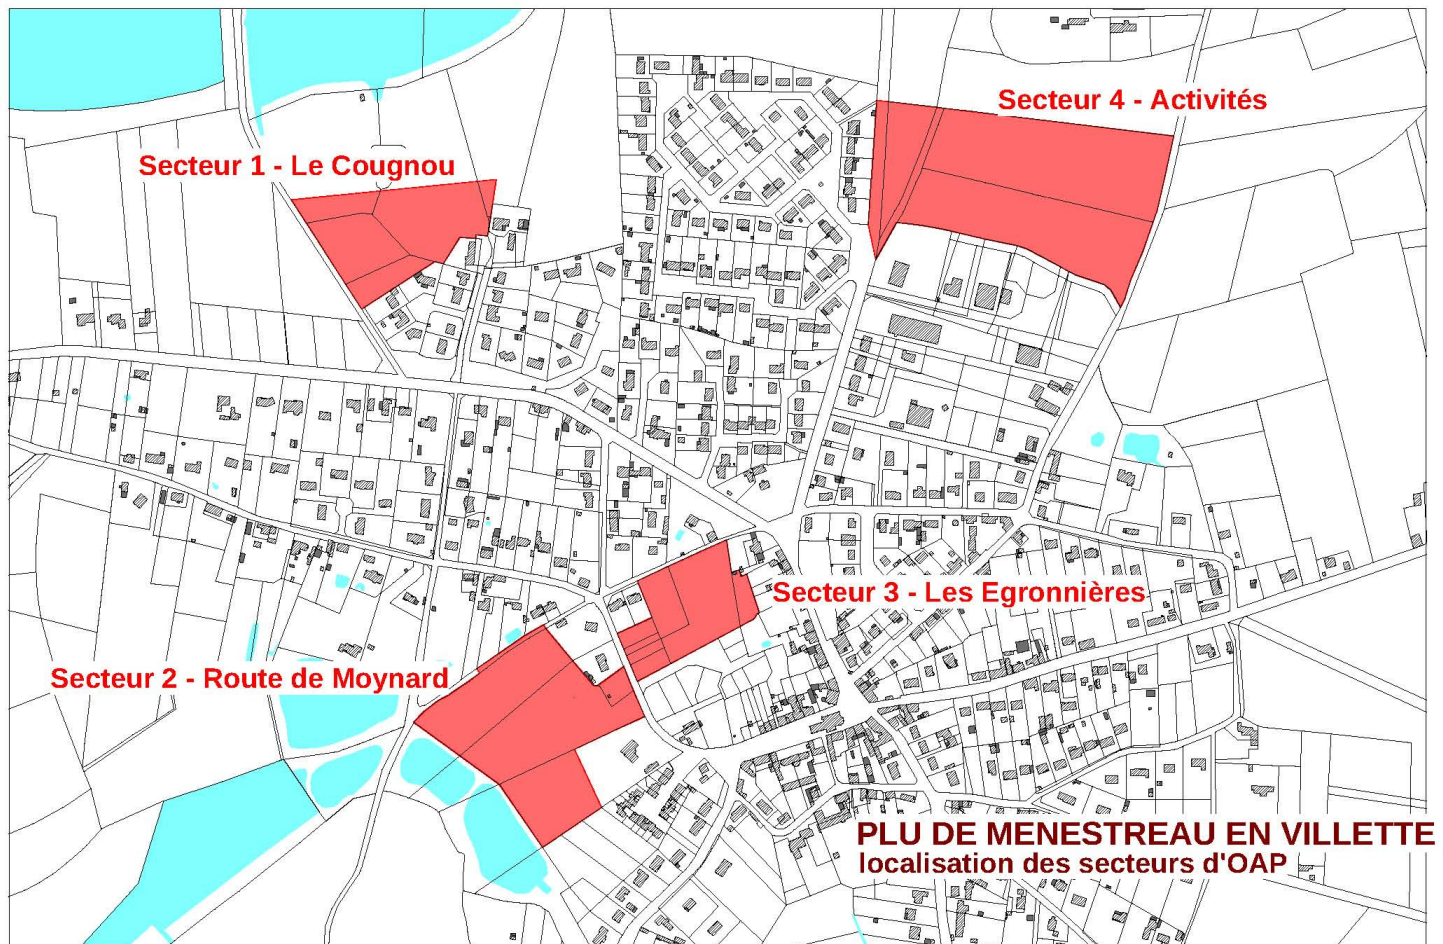 Secteur 4 - Activités
Secteur 1 - Le Cougnou
Secteur 3 - Les Egronnières
Secteur 2 - Route de Moynard
PLU DE MENESTREAU EN VILLETTE
localisation des secteurs d'OAP